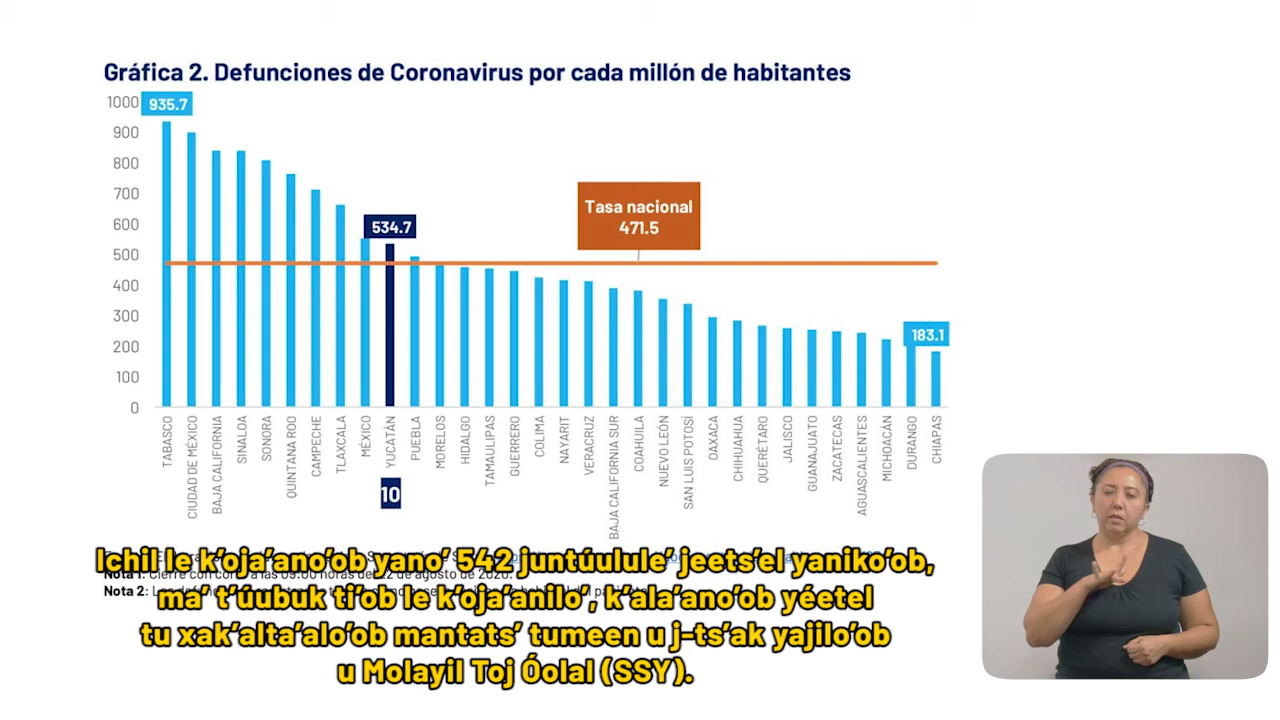 Gráfica 2. Defunciones de Coronavirus por cada millón de habitantes
1000
900
800
700
600
500
400
300
200
100
0
935.7
534.7
Tasa nacional
471.5
183.1
TABASCO
CIUDAD DE MÉXICO
BAJA CALIFORNIA
SINALOA
SONORA
QUINTANA ROO
CAMPECHE
TLAXCALA
MÉXICO
YUCATÁN
PUEBLA
MORELOS
HIDALGO
TAMAULIPAS
GUERRERO
COLIMA
NAYARIT
VERACRUZ
BAJA CALIFORNIA SUR
COAHUILA
NUEVO LEÓN
SAN LUIS POTOSÍ
OAXACA
CHIHUAHUA
QUERÉTARO
JALISCO
GUANAJUATO
ZACATECAS
AGUASCALIENTES
MICHOACÁN
DURANGO
CHIAPAS
10
Nota 1: Cierre con corte a las 09:00 horas del 22 de agosto de 2020.
Nota 2:
Ichil le k'oja'ano'ob yano' 542 juntúulule' jeets'el yaniko'ob,
ma' t'úubuk ti'ob le k'oja'anilo', k'ala'ano'ob yéetel
tu xak'alta'alo'ob mantats' tumeen u j-ts'ak yajilo'ob
u Molayil Toj Óolal (SSY).